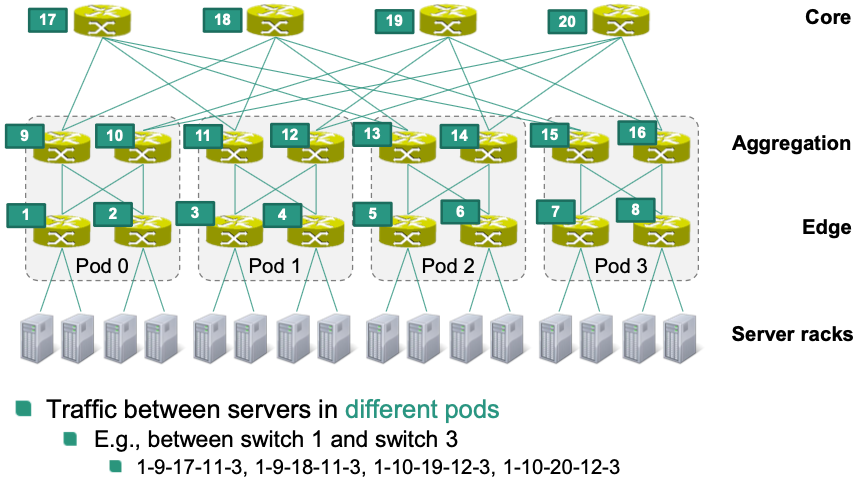 17
18
19
20
Core
9
10
11
12
13
14
15
16
Aggregation
1
2
3
4
5
6
7
8
Edge
Pod 0
Pod 1
Pod 2
Pod 3
Server racks
Traffic between servers in different pods
E.g., between switch 1 and switch 3
1-9-17-11-3, 1-9-18-11-3, 1-10-19-12-3, 1-10-20-12-3